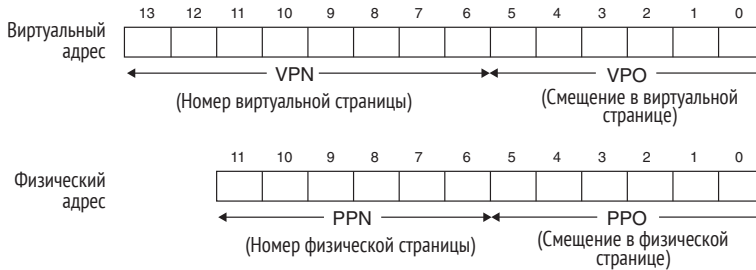 13 12 11 10 9 8 7 6 5 4 3 2 1 0
Виртуальный
адрес
VPN VPO
(Номер виртуальной страницы) (Смещение в виртуальной
странице)
11 10 9 8 7 6 5 4 3 2 1 0
Физический
адрес
PPN PPO
(Номер физической страницы) (Смещение в физической
странице)